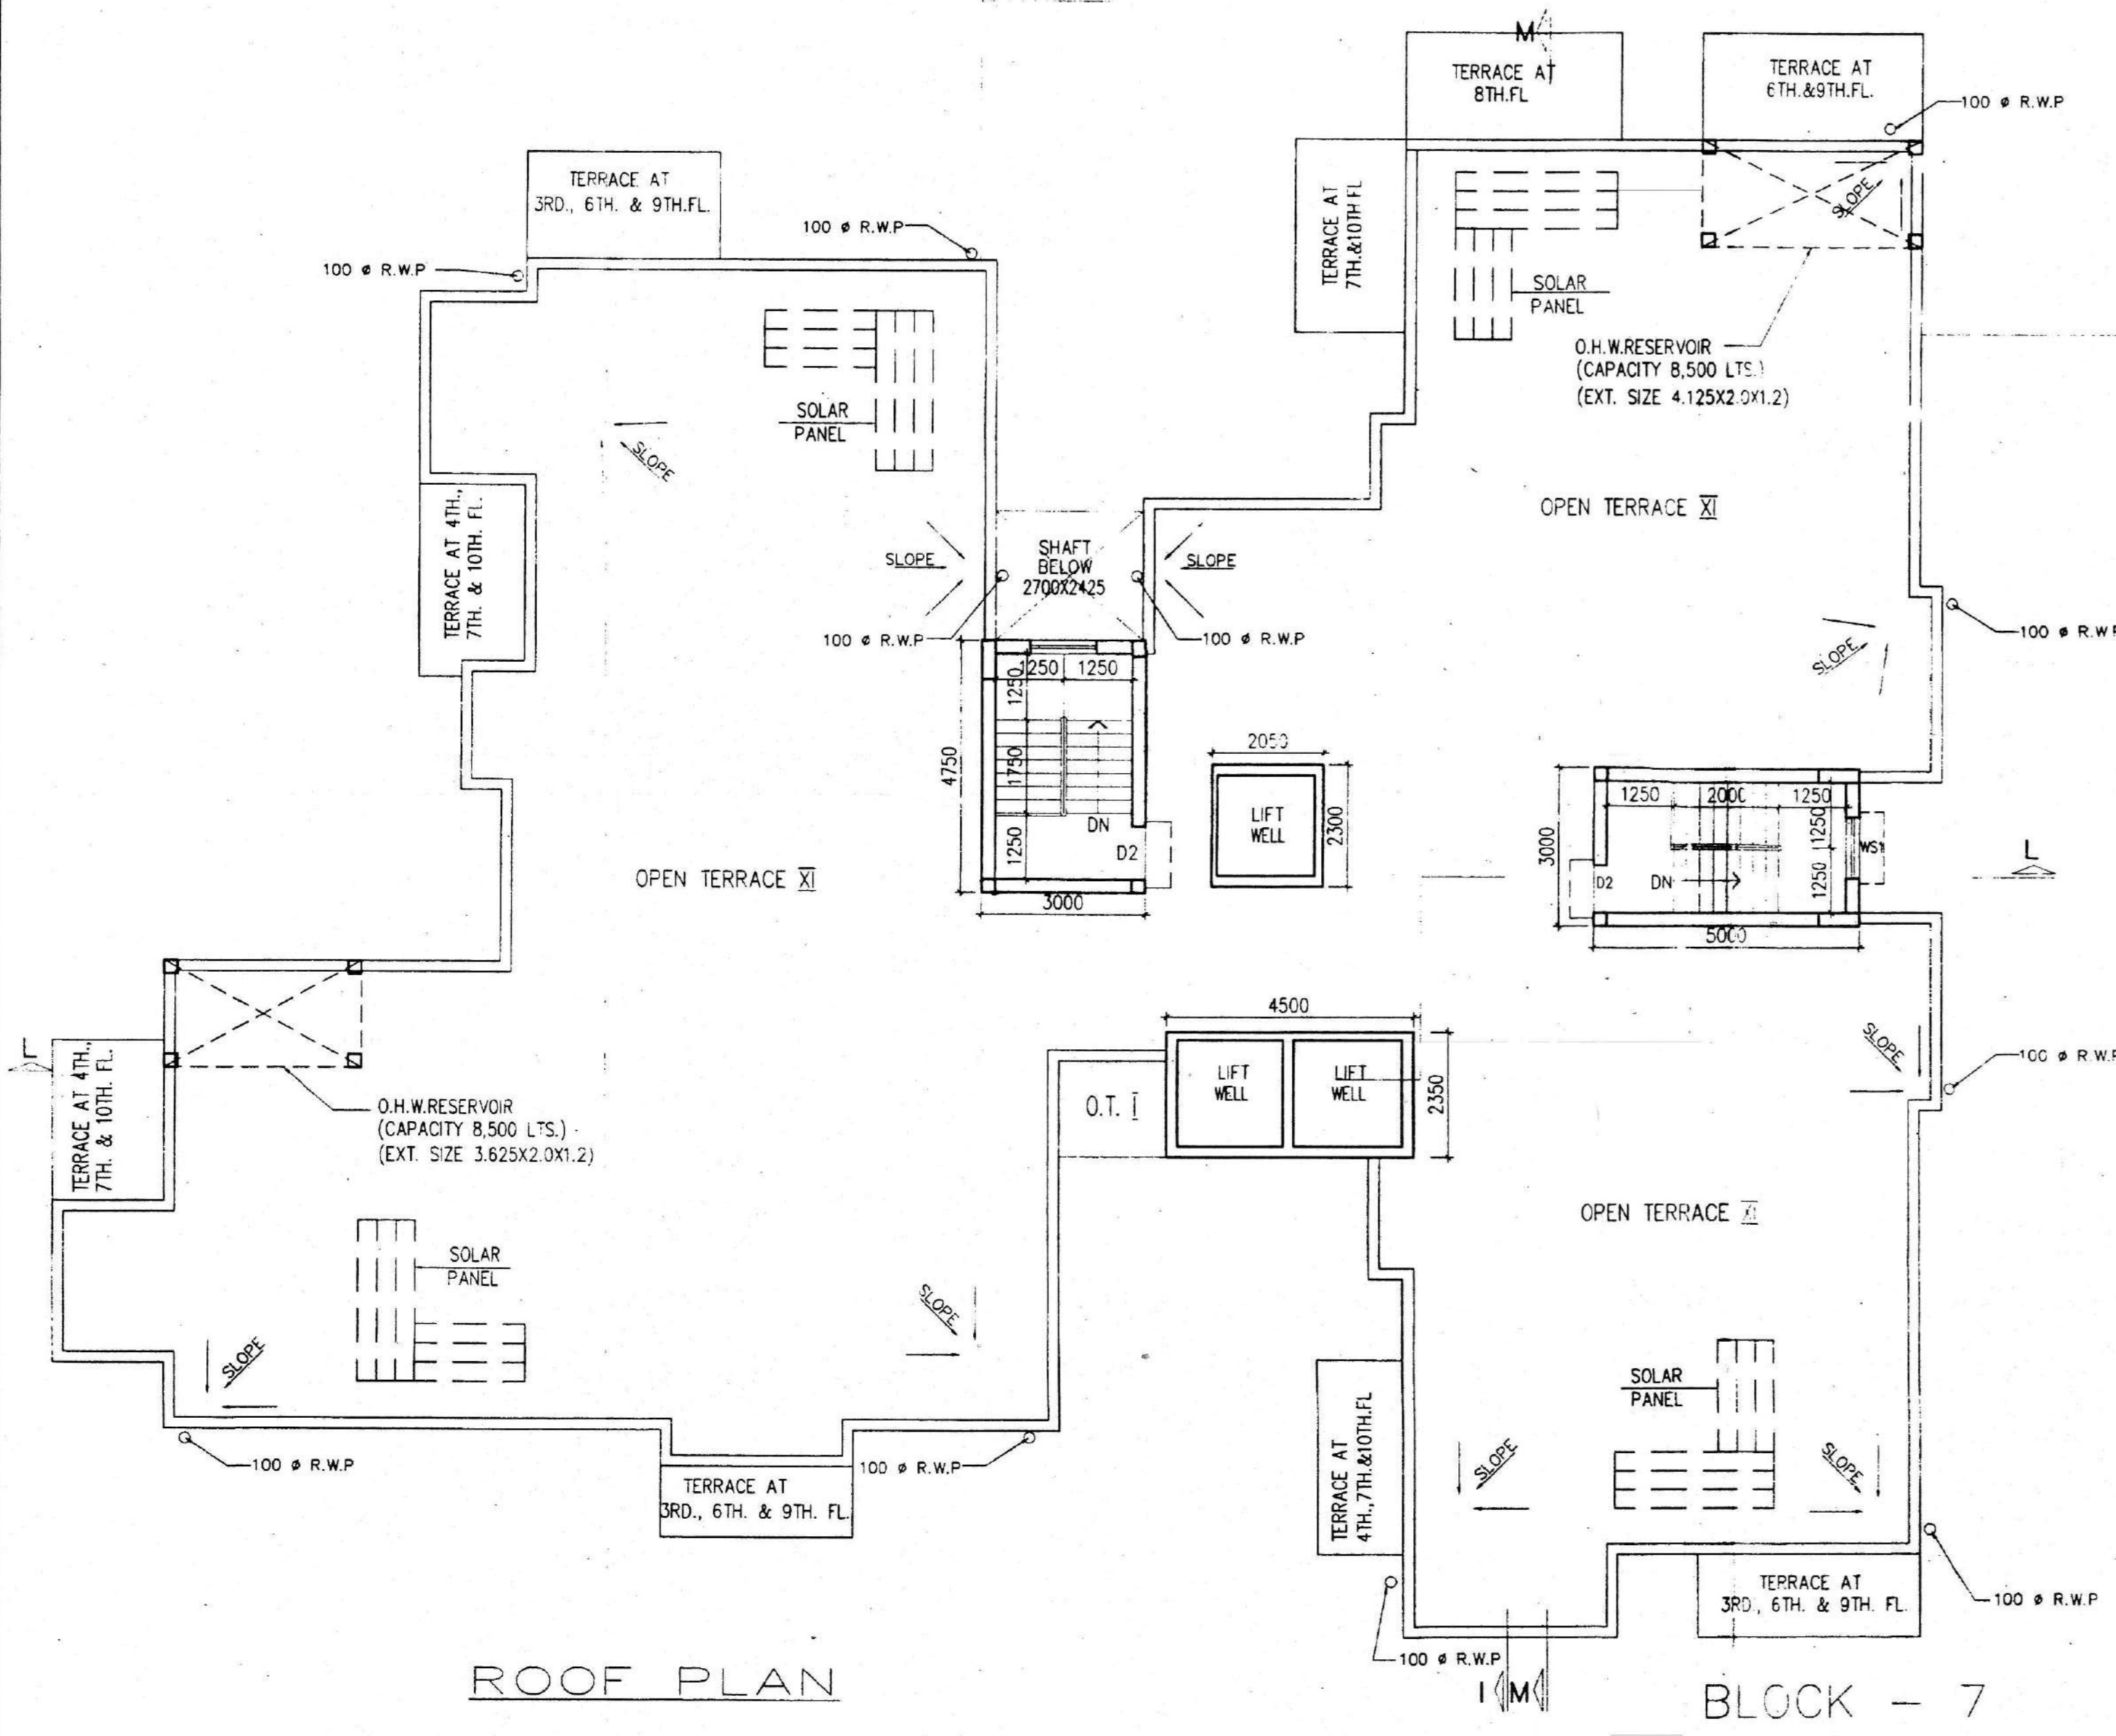 M
TERRACE AT
8TH.FL
TERRACE AT
6TH.&9TH.FL.
100 ø R.W.P
TERRACE AT
3RD., 6TH. & 9TH.FL.
100 ø R.W.P
100 ø R.W.P
TERRACE AT
7TH.&10TH FL
SLOPE
SOLAR
PANEL
O.H.W.RESERVOIR
(CAPACITY 8,500 LTS.)
(EXT. SIZE 4.125X2.0X1.2)
SOLAR
PANEL
SLOPE
OPEN TERRACE XI
TERRACE AT 4TH.,
7TH. & 10TH. FL.
SLOPE
SHAFT
BELOW
2700X2425
SLOPE
100 ø R.W.P
100 ø R.W.P
100 ø R.W.P
SLOPE
1250
1250
1250
1750
1250
4750
DN
D2
3000
2050
LIFT
WELL
2300
1250
2000
1250
1250
1250
3000
WS1
D2
DN
5000
L
OPEN TERRACE XI
4500
LIFT
WELL
LIFT
WELL
2350
O.T. I
SLOPE
100 ø R.W.P
L
TERRACE AT 4TH.,
7TH. & 10TH. FL.
O.H.W.RESERVOIR
(CAPACITY 8,500 LTS.)
(EXT. SIZE 3.625X2.0X1.2)
OPEN TERRACE XI
SOLAR
PANEL
SLOPE
SLOPE
SOLAR
PANEL
TERRACE AT
4TH.,7TH.&10TH.FL
SLOPE
SLOPE
100 ø R.W.P
TERRACE AT
3RD., 6TH. & 9TH. FL.
100 ø R.W.P
TERRACE AT
3RD., 6TH. & 9TH. FL.
100 ø R.W.P
100 ø R.W.P
I M
ROOF PLAN
BLOCK - 7